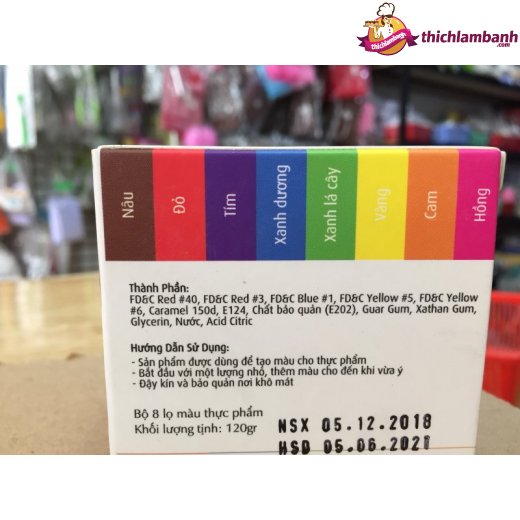 thichlambanh
thichlambanh
.com
Nâu
Đỏ
Tím
Xanh dương
Xanh lá cây
Vàng
Cam
Hồng
Thành Phần:
FD&C Red #40, FD&C Red #3, FD&C Blue #1, FD&C Yellow #5, FD&C Yellow
#6, Caramel 150d, E124, Chất bảo quản (E202), Guar Gum, Xathan Gum,
Glycerin, Nước, Acid Citric
Hướng Dẫn Sử Dụng:
- Sản phẩm được dùng để tạo màu cho thực phẩm
- Bắt đầu với một lượng nhỏ, thêm màu cho đến khi vừa ý
- Đậy kín và bảo quản nơi khô mát
Bộ 8 lọ màu thực phẩm
Khối lượng tịnh: 120gr
NSX 05.12.2018
HSD 05.06.2021